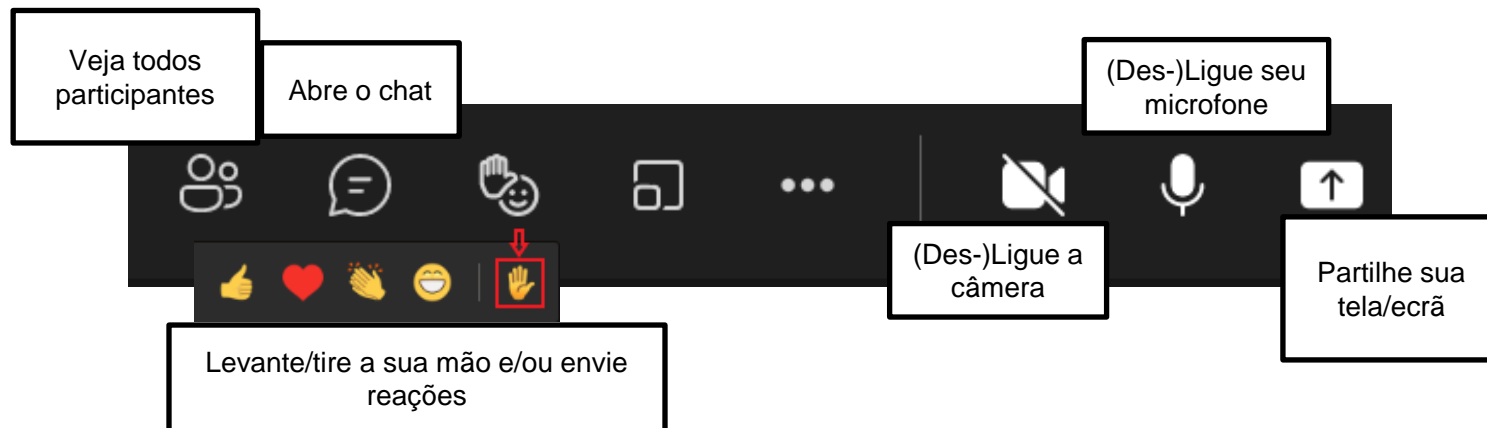 Veja todos
participantes
Abre o chat
(Des-)Ligue seu
microfone
(Des-)Ligue a
câmera
Partilhe sua
tela/ecrã
Levante/tire a sua mão e/ou envie
reações